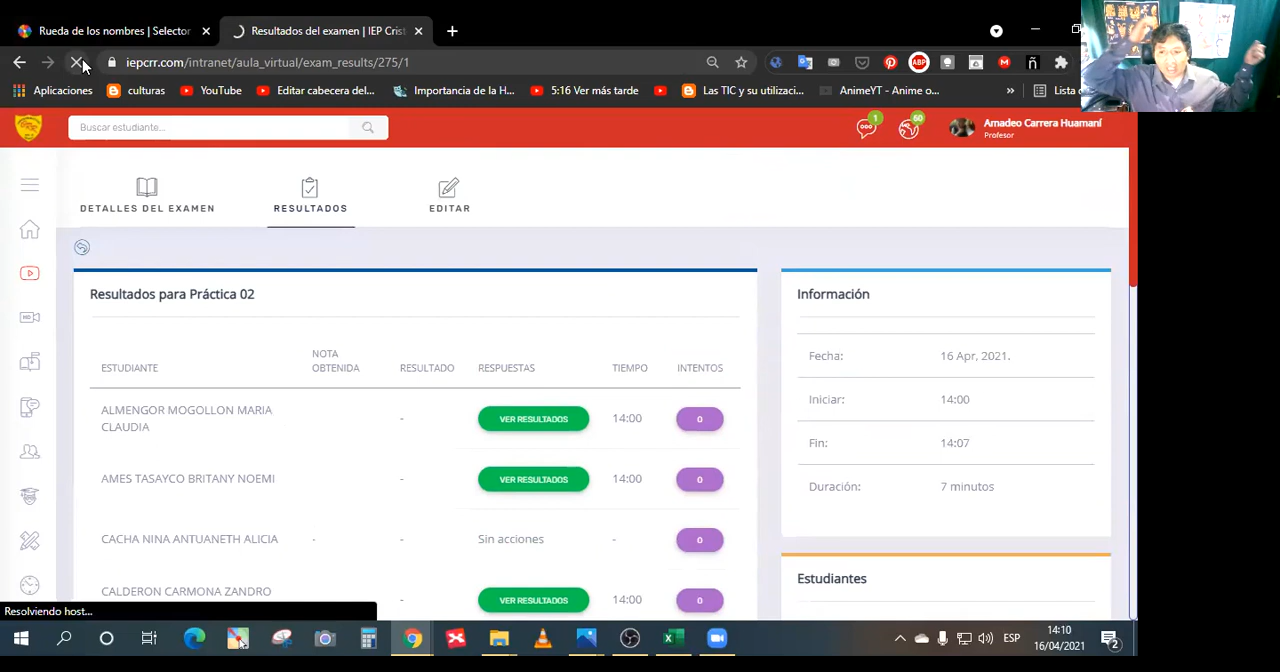 Rueda de los nombres | Selector
Resultados del examen | IEP Crist
iepcrr.com/intranet/aula_virtual/exam_results/275/1
Aplicaciones
culturas
YouTube
Editar cabecera del...
Importancia de la H...
5:16 Ver más tarde
Las TIC y su utilizaci...
AnimeYT - Anime o...
»
Lista
Buscar estudiante...
1
60
Amadeo Carrera Huamaní
Profesor
DETALLES DEL EXAMEN
RESULTADOS
EDITAR
Resultados para Práctica 02
ESTUDIANTE
NOTA
OBTENIDA
RESULTADO
RESPUESTAS
TIEMPO
INTENTOS
ALMENGOR MOGOLLON MARIA
CLAUDIA
-
VER RESULTADOS
14:00
0
AMES TASAYCO BRITANY NOEMI
-
VER RESULTADOS
14:00
0
CACHA NINA ANTUANETH ALICIA
-
-
Sin acciones
-
0
CALDERON CARMONA ZANDRO
-
VER RESULTADOS
14:00
0
Información
Fecha:
16 Apr, 2021.
Iniciar:
14:00
Fin:
14:07
Duración:
7 minutos
Estudiantes
Resolviendo host...
ESP
14:10
16/04/2021
2